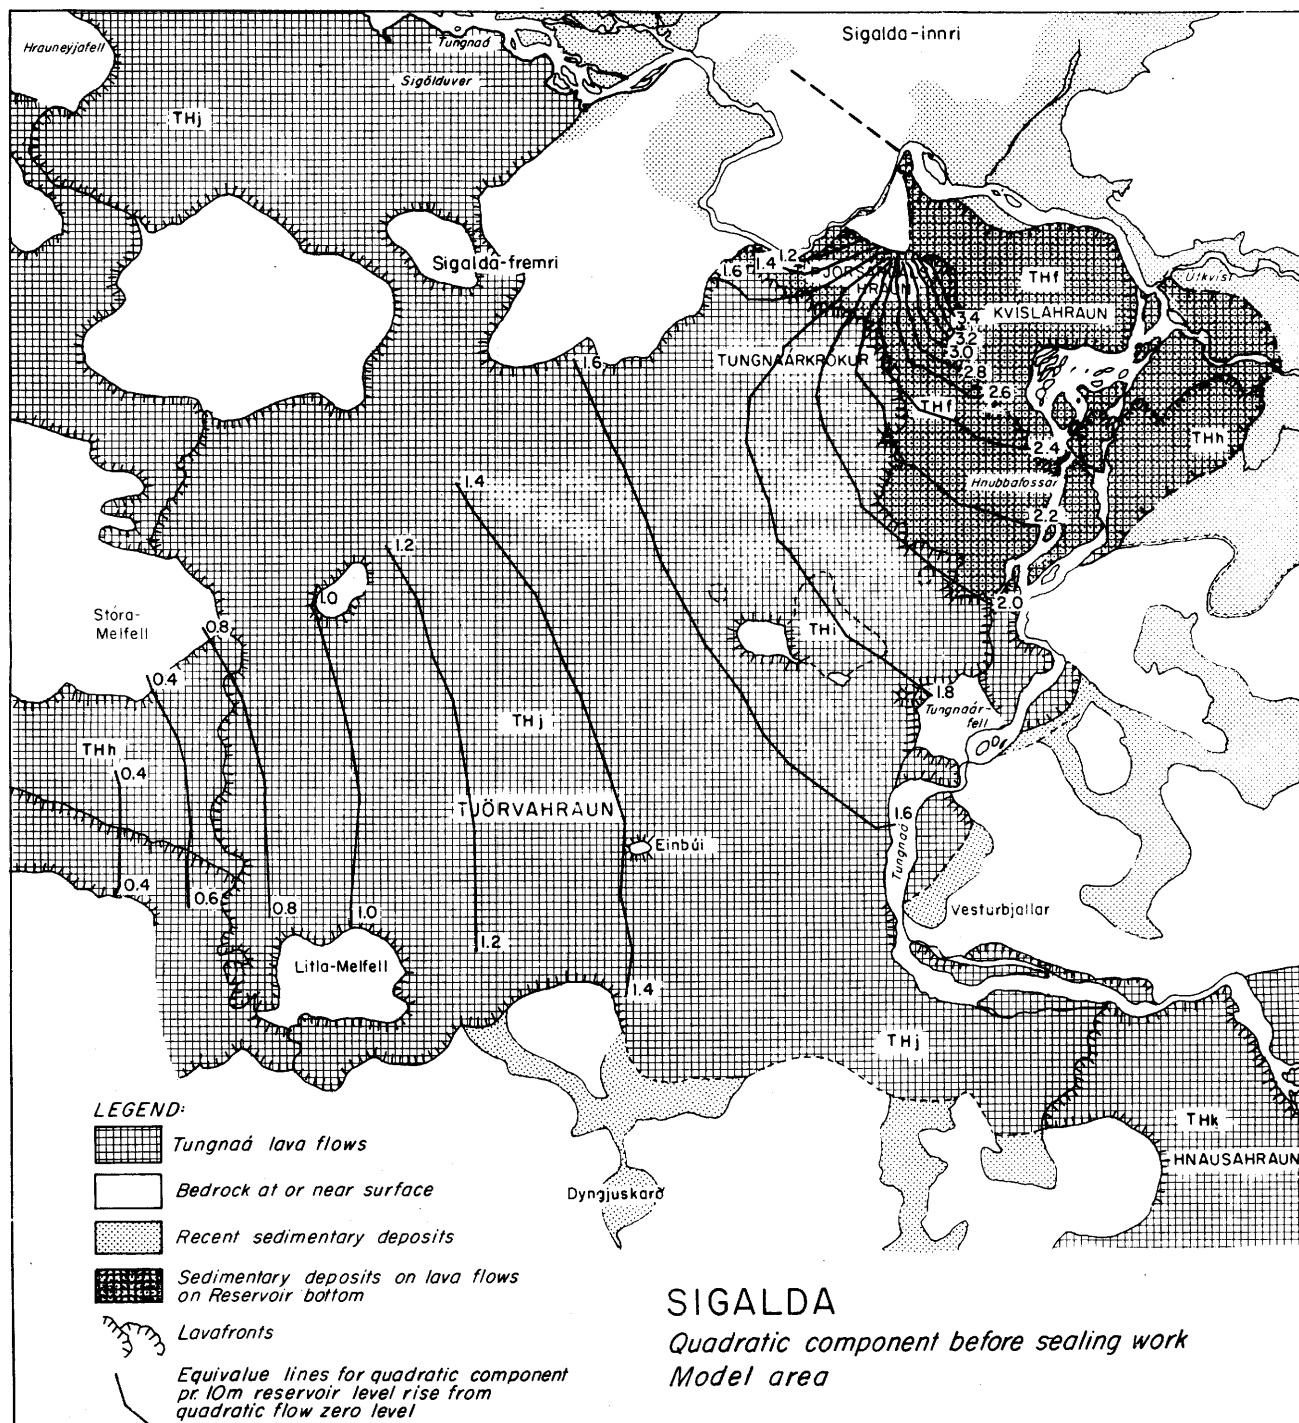 Hrauneyjafell
Tungnaá
Sigölduver
Sigalda-innri
THj
Sigalda-fremri
1.6
1.4
1.2
THf
Útkvísl
KVÍSLAHRAUN
HRAUN
3.4
3.2
3.0
2.8
2.6
TUNGNAÁRKRÓKUR
THf
THh
2.4
Hnubbafossar
2.2
2.0
1.6
1.4
1.2
1.0
Stóra-
Melfell
0.8
0.4
THi
1.8
Tungnaár-
fell
THj
THh
0.4
TJÖRVAHRAUN
1.6
Einbúi
Tungnaá
0.4
0.6
0.8
1.0
1.2
1.4
Vesturbjallar
Litla-Melfell
THj
THk
HNAUSAHRAUN
Dyngjuskarð
LEGEND:
Tungnaá lava flows
Bedrock at or near surface
Recent sedimentary deposits
Sedimentary deposits on lava flows
on Reservoir bottom
Lavafronts
Equivalue lines for quadratic component
pr. 10m reservoir level rise from
quadratic flow zero level
SIGALDA
Quadratic component before sealing work
Model area